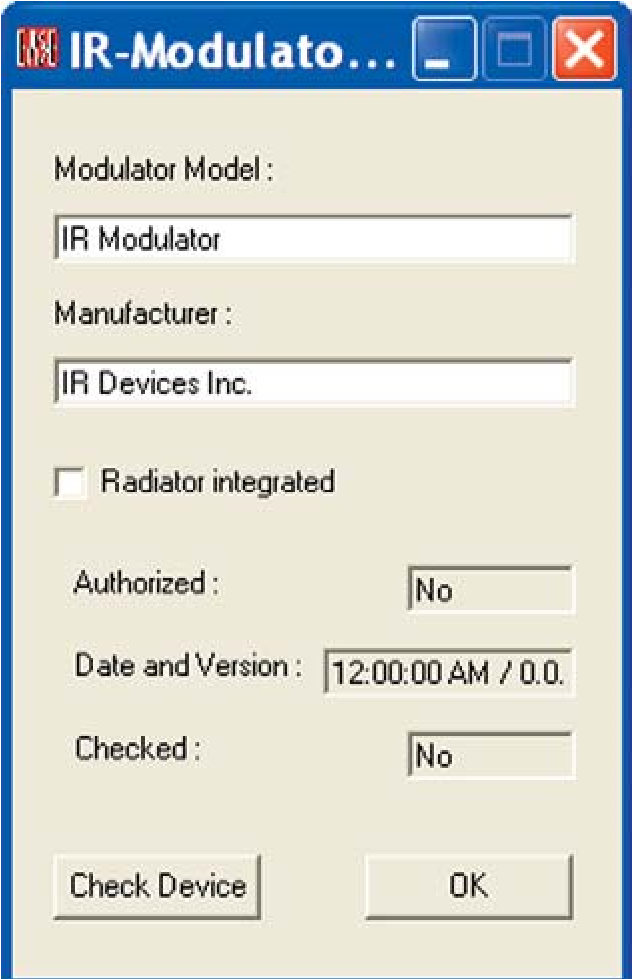 IR-Modulato...
Modulator Model :
IR Modulator
Manufacturer :
IR Devices Inc.
Radiator integrated
Authorized :
No
Date and Version :
12:00:00 AM / 0.0.
Checked :
No
Check Device
OK